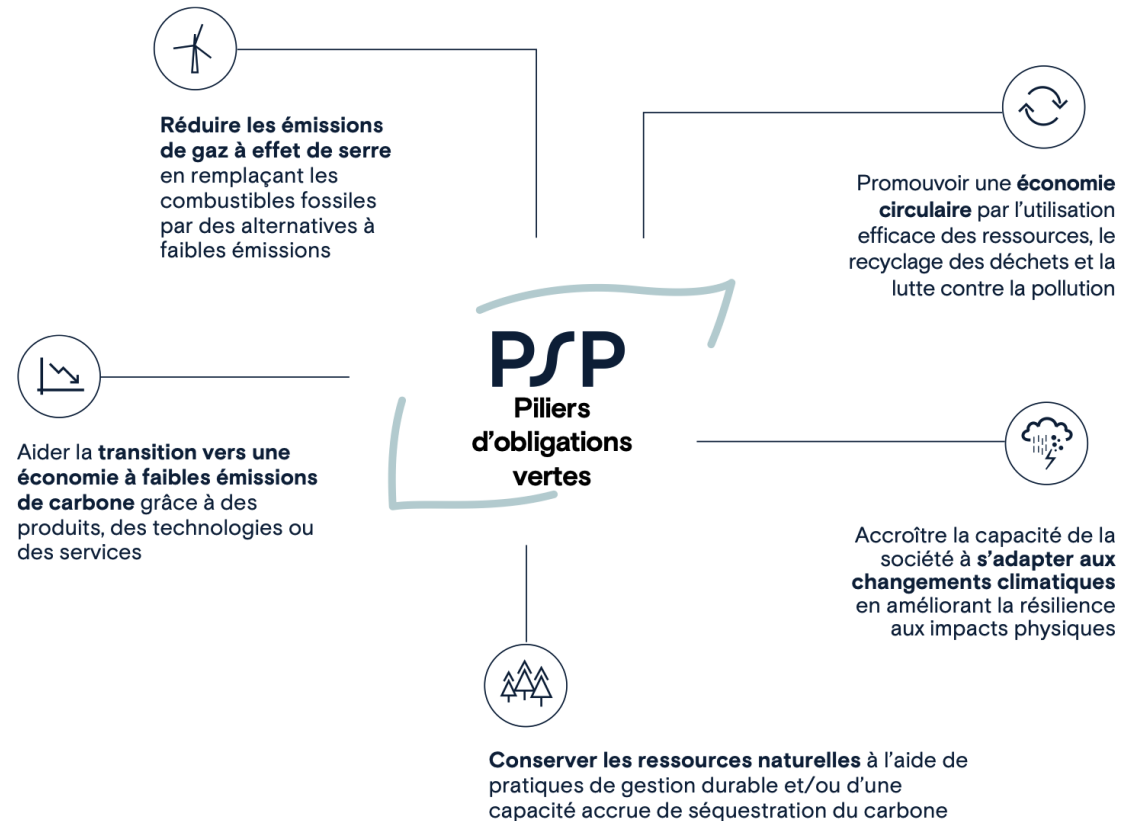 Réduire les émissions
de gaz à effet de serre
en remplaçant les
combustibles fossiles
par des alternatives à
faibles émissions
Promouvoir une économie
circulaire par l'utilisation
efficace des ressources, le
recyclage des déchets et la
lutte contre la pollution
PSP
Piliers
d'obligations
vertes
Aider la transition vers une
économie à faibles émissions
de carbone grâce à des
produits, des technologies ou
des services
Accroître la capacité de la
société à s'adapter aux
changements climatiques
en améliorant la résilience
aux impacts physiques
Conserver les ressources naturelles à l'aide de
pratiques de gestion durable et/ou d'une
capacité accrue de séquestration du carbone